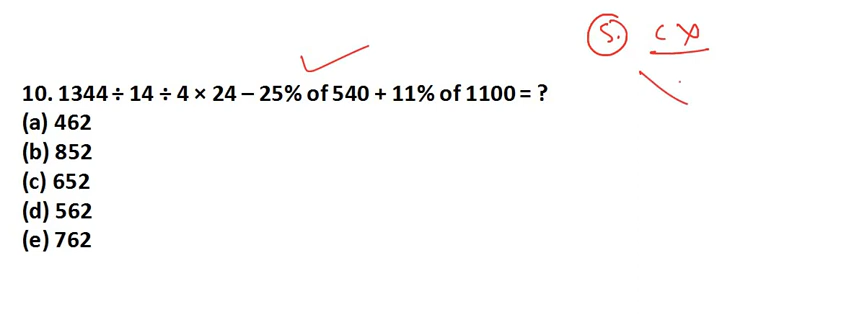 S.
10. 1344 ÷ 14 ÷ 4 × 24 – 25% of 540 + 11% of 1100 = ?
(a) 462
(b) 852
(c) 652
(d) 562
(e) 762